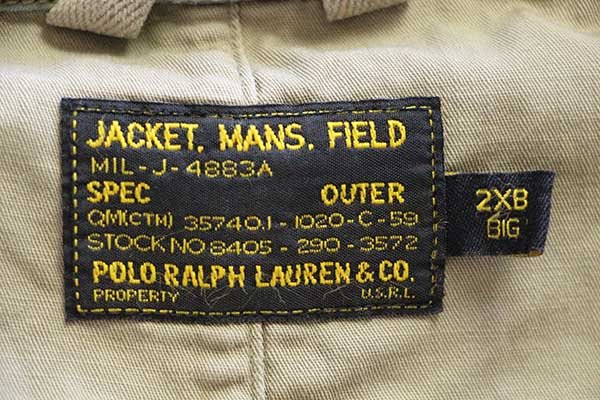 JACKET, MANS, FIELD
MIL-J-4883A
SPEC OUTER
QM(CTM) 35740.1-1020-C-59
STOCK NO 8405-290-3572
POLO RALPH LAUREN & CO.
PROPERTY U.S.R.L.
2XB
BIG